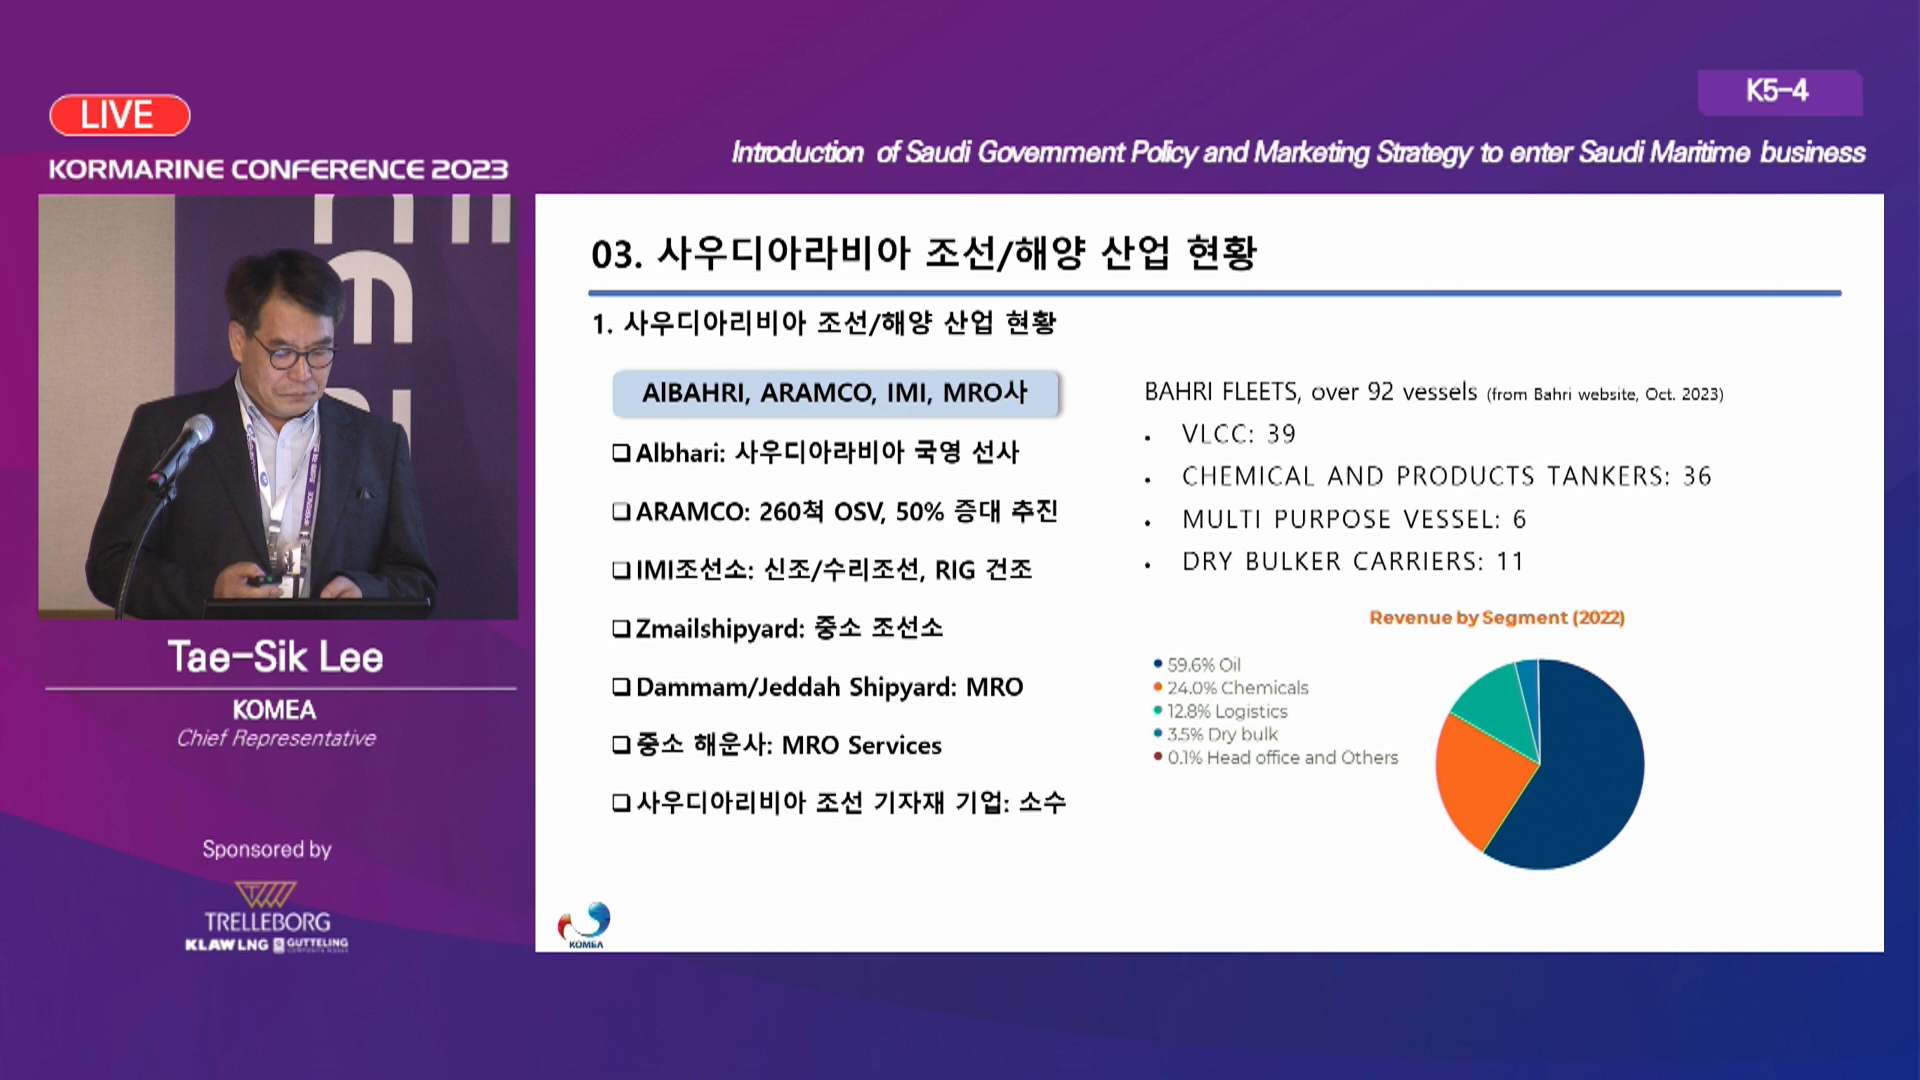 LIVE
KORMARINE CONFERENCE 2023
K5-4
Introduction of Saudi Government Policy and Marketing Strategy to enter Saudi Maritime business
03. 사우디아라비아 조선/해양 산업 현황
1. 사우디아리비아 조선/해양 산업 현황
AlBAHRI, ARAMCO, IMI, MRO사
❑ Albhari: 사우디아라비아 국영 선사
❑ ARAMCO: 260척 OSV, 50% 증대 추진
❑ IMI조선소: 신조/수리조선, RIG 건조
❑ Zmailshipyard: 중소 조선소
❑ Dammam/Jeddah Shipyard: MRO
❑ 중소 해운사: MRO Services
❑ 사우디아리비아 조선 기자재 기업: 소수
BAHRI FLEETS, over 92 vessels (from Bahri website, Oct. 2023)
• VLCC: 39
• CHEMICAL AND PRODUCTS TANKERS: 36
• MULTI PURPOSE VESSEL: 6
• DRY BULKER CARRIERS: 11
Revenue by Segment (2022)
• 59.6% Oil
• 24.0% Chemicals
• 12.8% Logistics
• 3.5% Dry bulk
• 0.1% Head office and Others
KOMEA
Tae-Sik Lee
KOMEA
Chief Representative
Sponsored by
TRELLEBORG
KLAW LNG GUTTELING